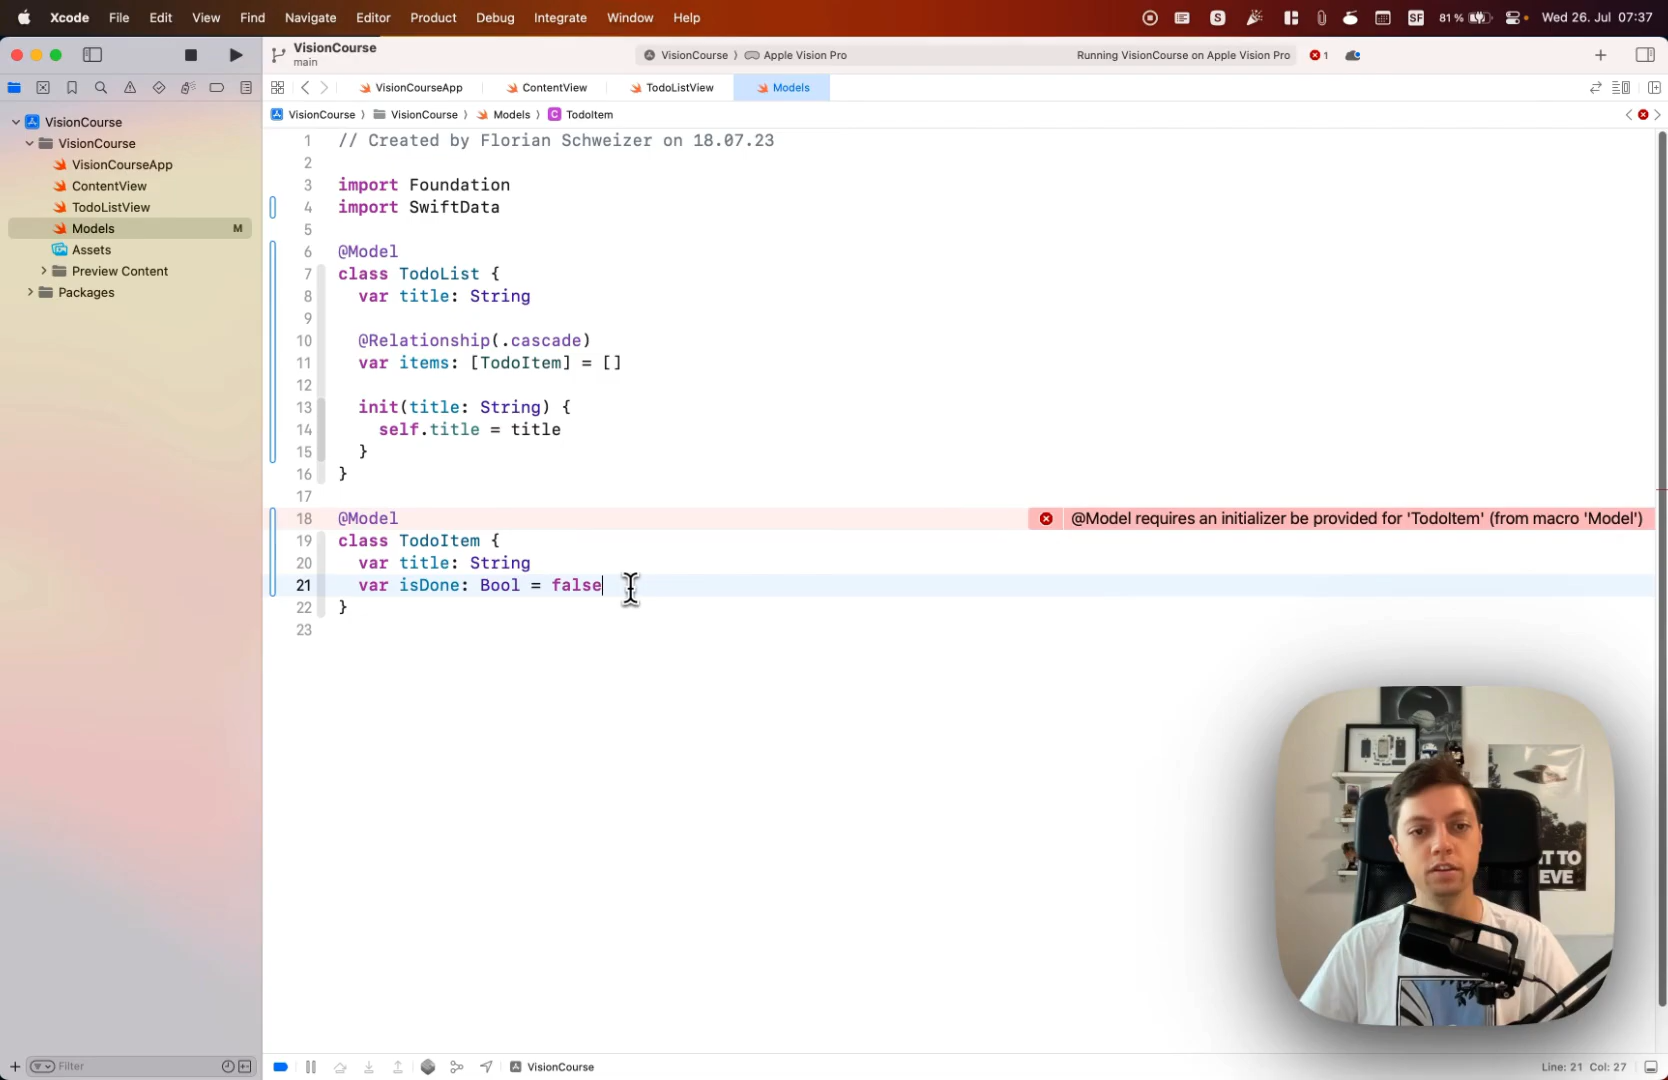 Xcode File Edit View Find Navigate Editor Product Debug Integrate Window Help S SF 81 % Wed 26. Jul 07:37
VisionCourse
main
VisionCourse Apple Vision Pro Running VisionCourse on Apple Vision Pro 1
VisionCourseApp ContentView TodoListView Models
VisionCourse VisionCourse Models C TodoItem
VisionCourse
VisionCourse
VisionCourseApp
ContentView
TodoListView
Models M
Assets
Preview Content
Packages
1 // Created by Florian Schweizer on 18.07.23
2
3 import Foundation
4 import SwiftData
5
6 @Model
7 class TodoList {
8 var title: String
9
10 @Relationship(.cascade)
11 var items: [TodoItem] = []
12
13 init(title: String) {
14 self.title = title
15 }
16 }
17
18 @Model @Model requires an initializer be provided for 'TodoItem' (from macro 'Model')
19 class TodoItem {
20 var title: String
21 var isDone: Bool = false
22 }
23
T TO
EVE
Filter VisionCourse Line: 21 Col: 27